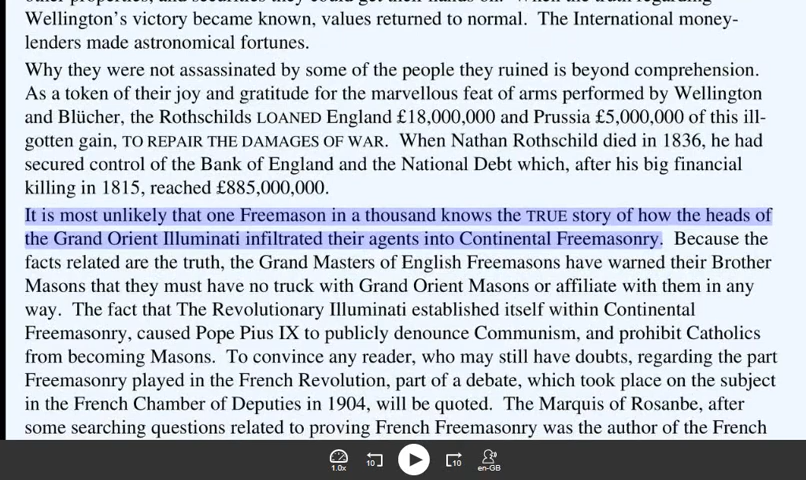 Wellington's victory became known, values returned to normal. The International money-
lenders made astronomical fortunes.
Why they were not assassinated by some of the people they ruined is beyond comprehension.
As a token of their joy and gratitude for the marvellous feat of arms performed by Wellington
and Blücher, the Rothschilds LOANED England £18,000,000 and Prussia £5,000,000 of this ill-
gotten gain, TO REPAIR THE DAMAGES OF WAR. When Nathan Rothschild died in 1836, he had
secured control of the Bank of England and the National Debt which, after his big financial
killing in 1815, reached £885,000,000.
It is most unlikely that one Freemason in a thousand knows the TRUE story of how the heads of
the Grand Orient Illuminati infiltrated their agents into Continental Freemasonry. Because the
facts related are the truth, the Grand Masters of English Freemasons have warned their Brother
Masons that they must have no truck with Grand Orient Masons or affiliate with them in any
way. The fact that The Revolutionary Illuminati established itself within Continental
Freemasonry, caused Pope Pius IX to publicly denounce Communism, and prohibit Catholics
from becoming Masons. To convince any reader, who may still have doubts, regarding the part
Freemasonry played in the French Revolution, part of a debate, which took place on the subject
in the French Chamber of Deputies in 1904, will be quoted. The Marquis of Rosanbe, after
some searching questions related to proving French Freemasonry was the author of the French
1.0x 10 10 en-GB